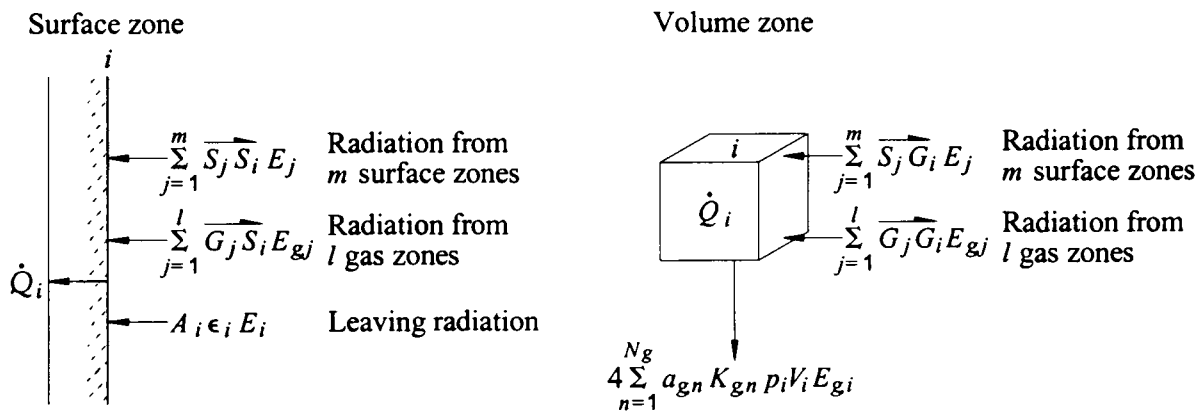 Surface zone
i
m
∑ S_j S_i E_j Radiation from
j=1 m surface zones
l
∑ G_j S_i E_gj Radiation from
j=1 l gas zones
Q̇_i
A_i ϵ_i E_i Leaving radiation
Volume zone
i
Q̇_i
m
∑ S_j G_i E_j Radiation from
j=1 m surface zones
l
∑ G_j G_i E_gj Radiation from
j=1 l gas zones
N_g
4∑ a_gn K_gn p_i V_i E_gi
n=1